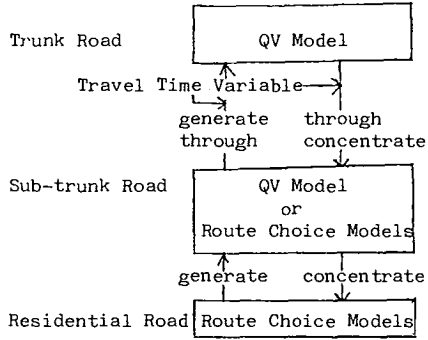 Trunk Road QV Model
Travel Time Variable
generate through
through concentrate
Sub-trunk Road QV Model
or
Route Choice Models
generate concentrate
Residential Road Route Choice Models